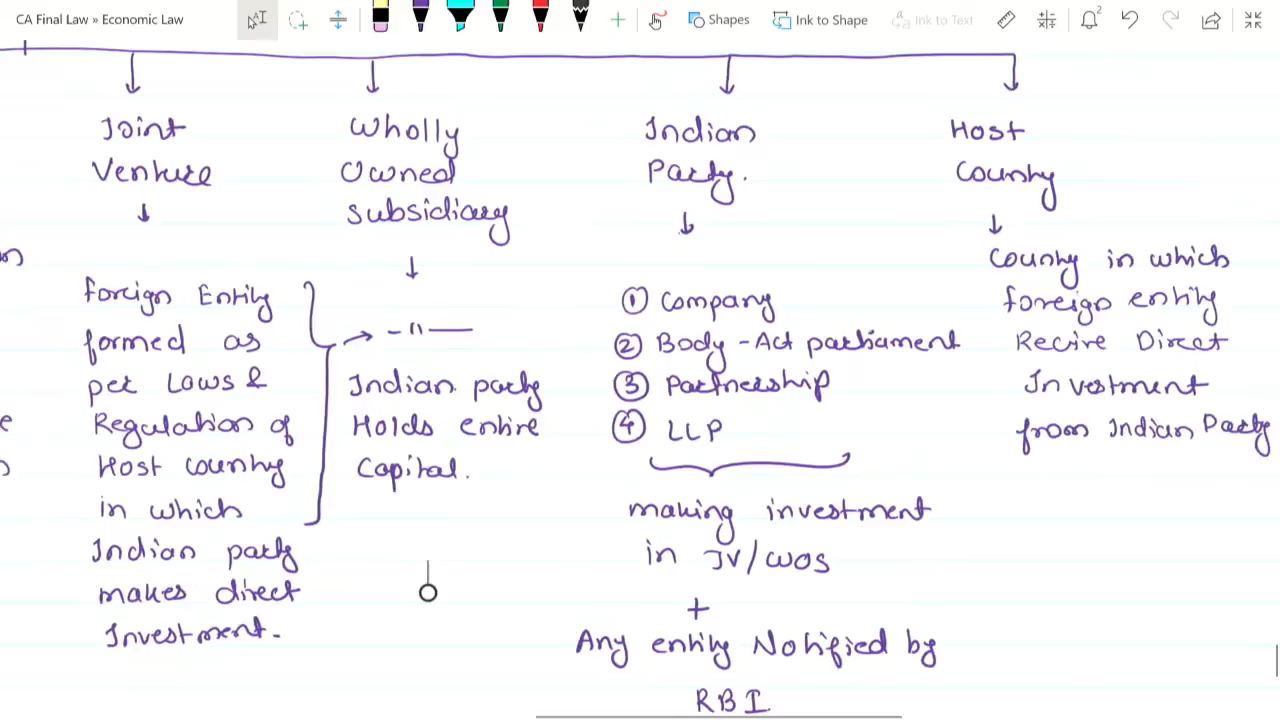 CA Final Law » Economic Law
Shapes
Ink to Shape
Ink to Text
Joint
Venture
Wholly
Owned
subsidiary
Indian
Party.
Host
Country
foreign Entity
formed as
per Laws &
Regulation of
Host country
in which
Indian party
makes direct
Investment.
-〃-
Indian party
Holds entire
Capital.
① Company
② Body - Act parliament
③ Partnership
④ LLP
making investment
in JV/WOS
+
Any entity Notified by
RBI
Country in which
foreign entity
Recive Direct
Investment
from Indian Party